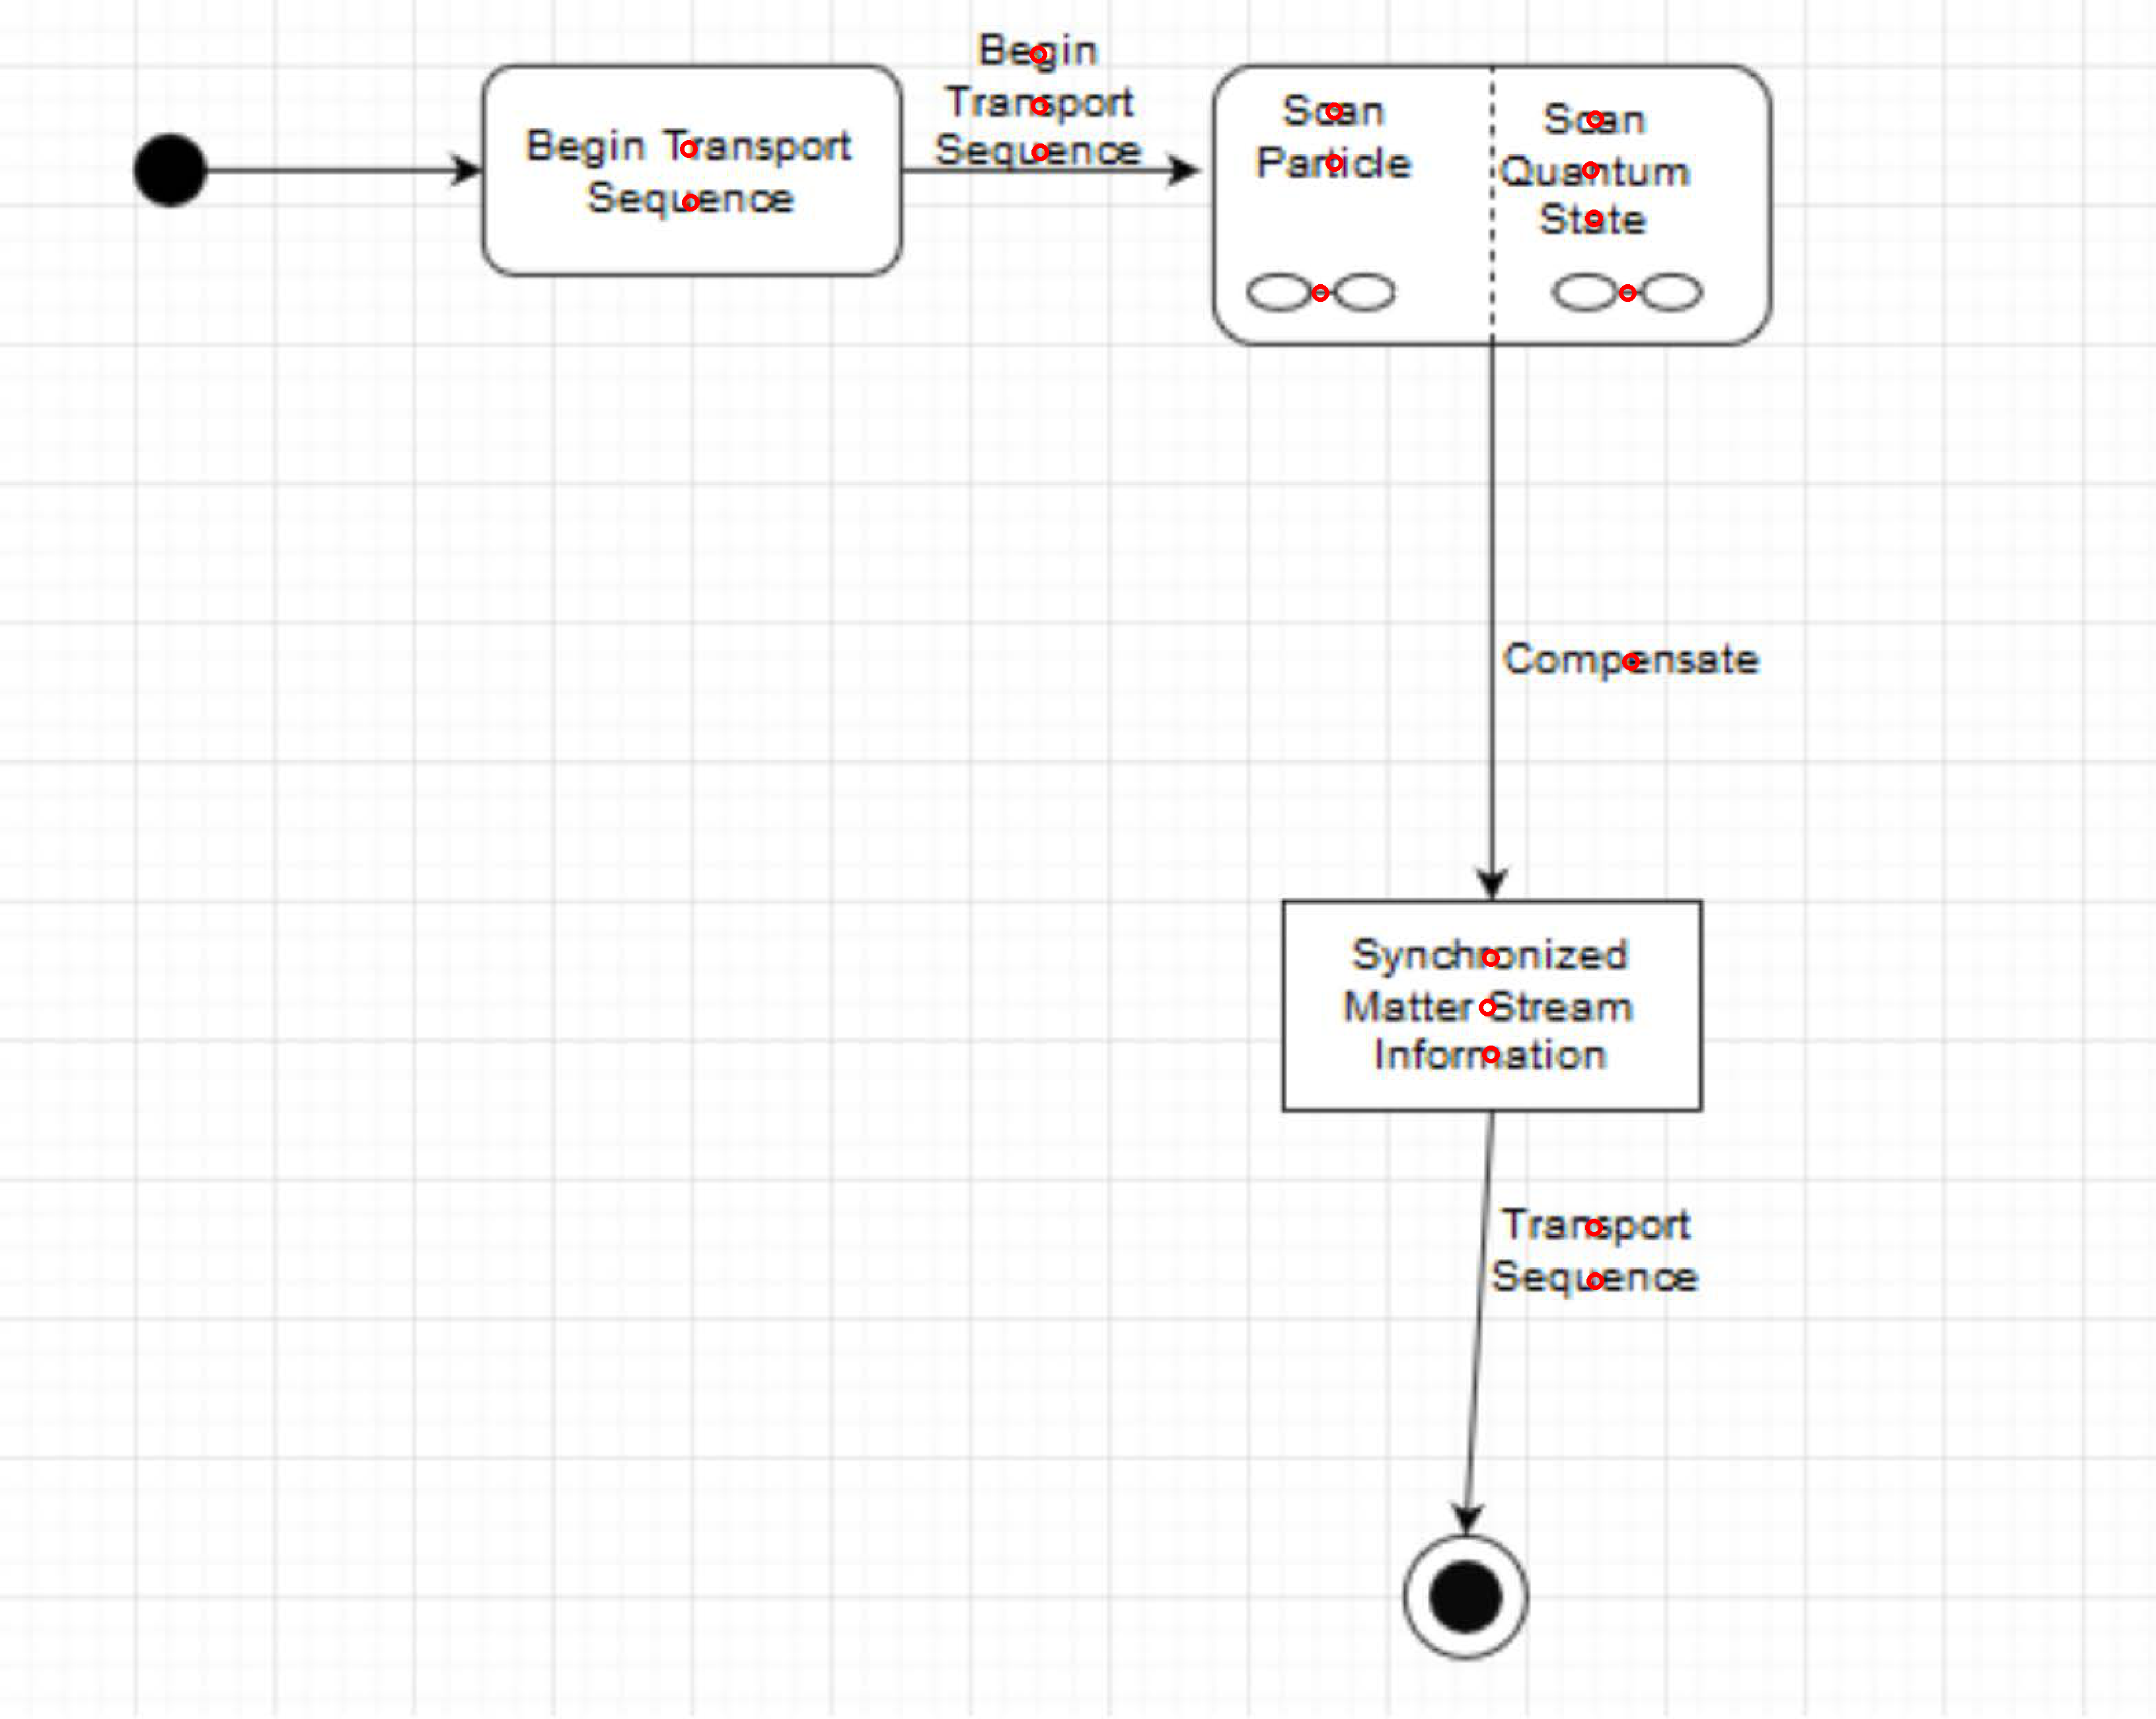 Begin Transport
Sequence
Begin
Transport
Sequence
Scan
Particle
Scan
Quantum
State
Compensate
Synchronized
Matter Stream
Information
Transport
Sequence